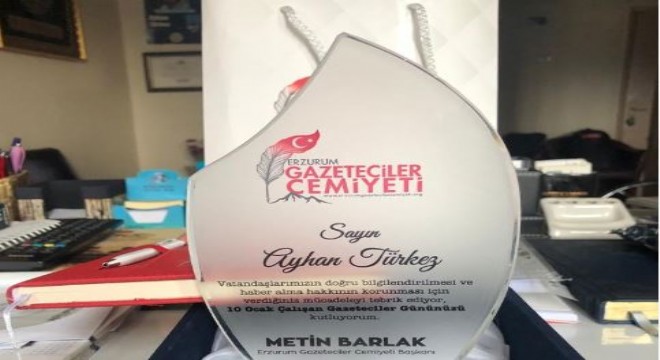 ERZURUM
GAZETECİLER
CEMİYETİ
Sayın
Ayhan Türkez
Vatandaşlarımızın doğru bilgilendirilmesi ve
haber alma hakkının korunması için
verdiğiniz mücadeleyi tebrik ediyor,
10 Ocak Çalışan Gazeteciler Gününüsü
kutluyorum.
METİN BARLAK
Erzurum Gazeteciler Cemiyeti Başkanı